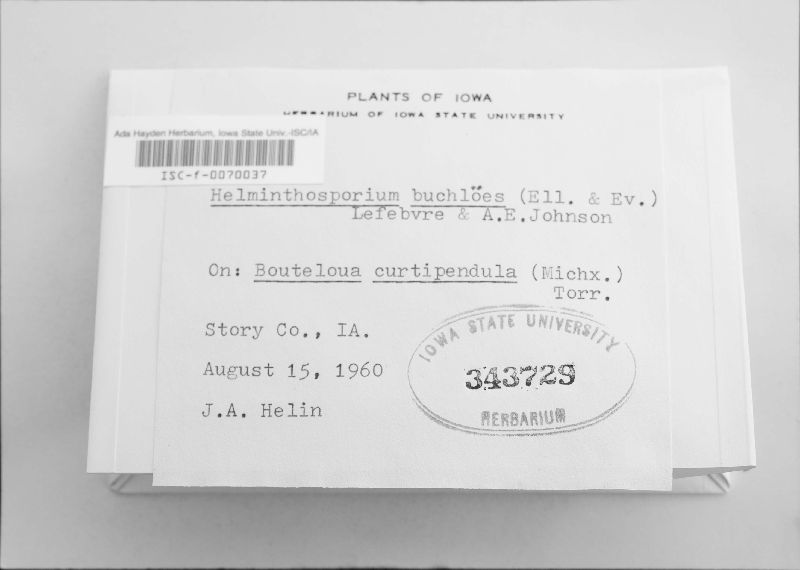 PLANTS OF IOWA
HERBARIUM OF IOWA STATE UNIVERSITY
Ada Hayden Herbarium, Iowa State Univ.-ISC/IA
ISC-f-0070037
Helminthosporium buchlöes (Ell. & Ev.)
Lefebvre & A.E.Johnson
On: Bouteloua curtipendula (Michx.)
Torr.
Story Co., IA.
August 15, 1960
J.A. Helin
IOWA STATE UNIVERSITY
343729
HERBARIUM